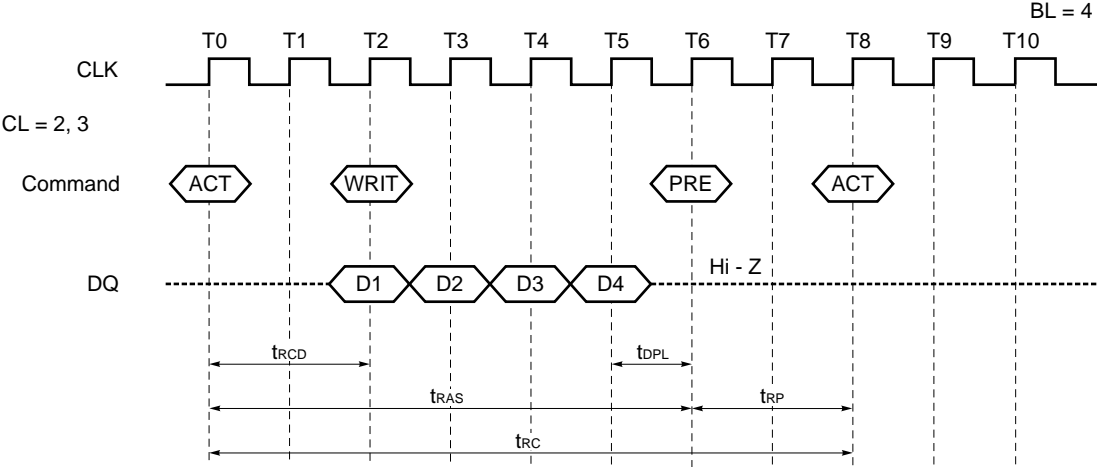 BL = 4
T0 T1 T2 T3 T4 T5 T6 T7 T8 T9 T10
CLK
CL = 2, 3
Command ACT WRIT PRE ACT
Hi - Z
DQ D1 D2 D3 D4
tRCD tDPL
tRAS tRP
tRC